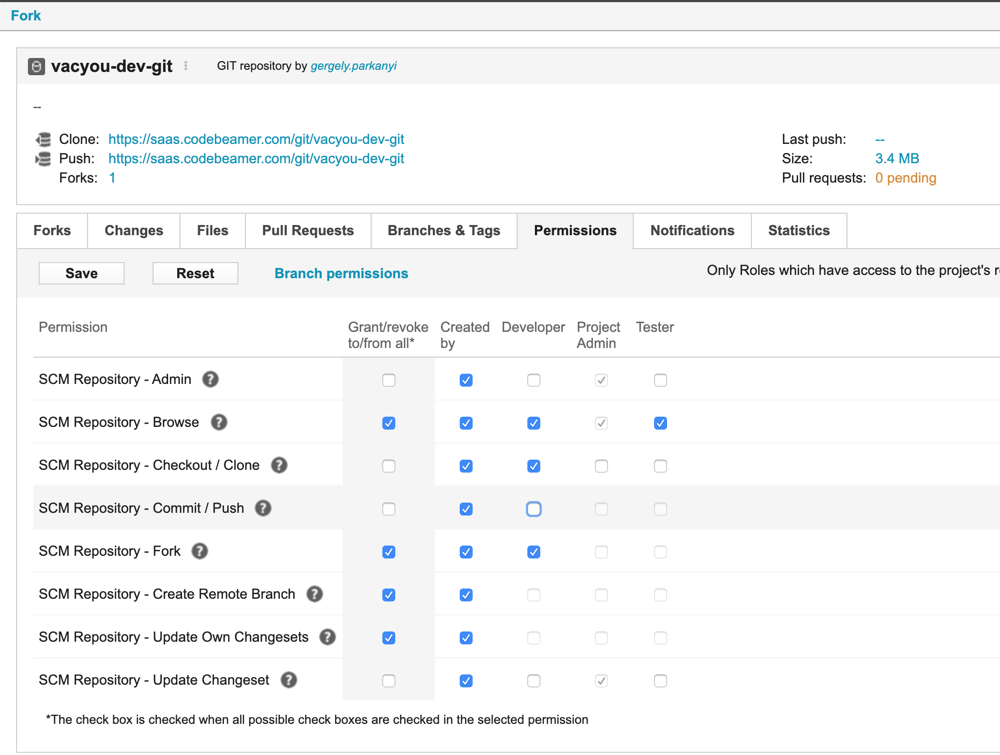 Fork
vacyou-dev-git GIT repository by gergely.parkanyi
--
Clone: https://saas.codebeamer.com/git/vacyou-dev-git Last push: --
Push: https://saas.codebeamer.com/git/vacyou-dev-git Size: 3.4 MB
Forks: 1 Pull requests: 0 pending
Forks Changes Files Pull Requests Branches & Tags Permissions Notifications Statistics
Save Reset Branch permissions Only Roles which have access to the project's
Permission Grant/revoke Created Developer Project Tester
to/from all* by Admin
SCM Repository - Admin ?
SCM Repository - Browse ?
SCM Repository - Checkout / Clone ?
SCM Repository - Commit / Push ?
SCM Repository - Fork ?
SCM Repository - Create Remote Branch ?
SCM Repository - Update Own Changesets ?
SCM Repository - Update Changeset ?
*The check box is checked when all possible check boxes are checked in the selected permission